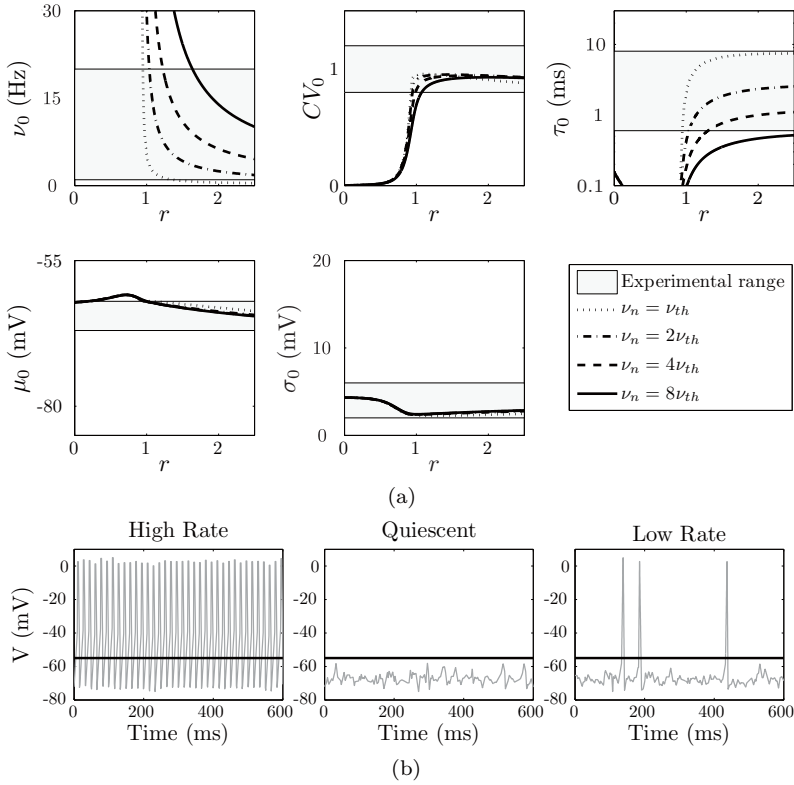 30
15
0
ν₀ (Hz)
0
1
2
r
1
0
CV₀
0
1
2
r
10
1
0.1
τ₀ (ms)
0
1
2
r
-55
-80
μ₀ (mV)
0
1
2
r
20
10
0
σ₀ (mV)
0
1
2
r
Experimental range
νₙ = ν_th
νₙ = 2ν_th
νₙ = 4ν_th
νₙ = 8ν_th
(a)
High Rate
Quiescent
Low Rate
0
-20
-40
-60
-80
V (mV)
0
200
400
600
Time (ms)
0
-20
-40
-60
-80
0
200
400
600
Time (ms)
0
-20
-40
-60
-80
0
200
400
600
Time (ms)
(b)